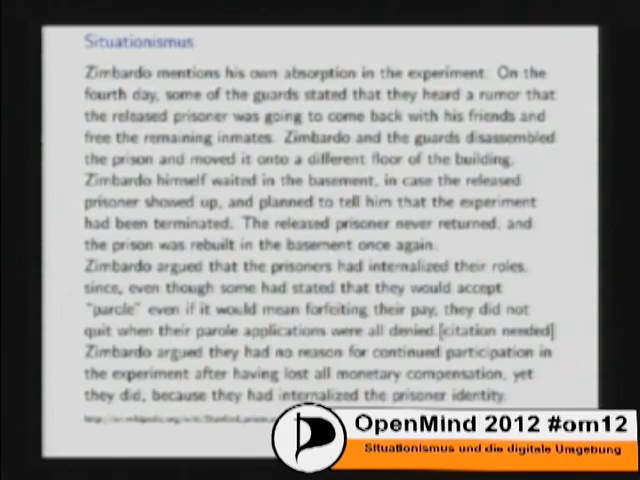 Situationismus
Zimbardo mentions his own absorption in the experiment. On the
fourth day, some of the guards stated that they heard a rumor that
the released prisoner was going to come back with his friends and
free the remaining inmates. Zimbardo and the guards disassembled
the prison and moved it onto a different floor of the building.
Zimbardo himself waited in the basement, in case the released
prisoner showed up, and planned to tell him that the experiment
had been terminated. The released prisoner never returned, and
the prison was rebuilt in the basement once again.
Zimbardo argued that the prisoners had internalized their roles,
since, even though some had stated that they would accept
"parole" even if it would mean forfeiting their pay, they did not
quit when their parole applications were all denied.[citation needed]
Zimbardo argued they had no reason for continued participation in
the experiment after having lost all monetary compensation, yet
they did, because they had internalized the prisoner identity.
OpenMind 2012 #om12
Situationismus und die digitale Umgebung